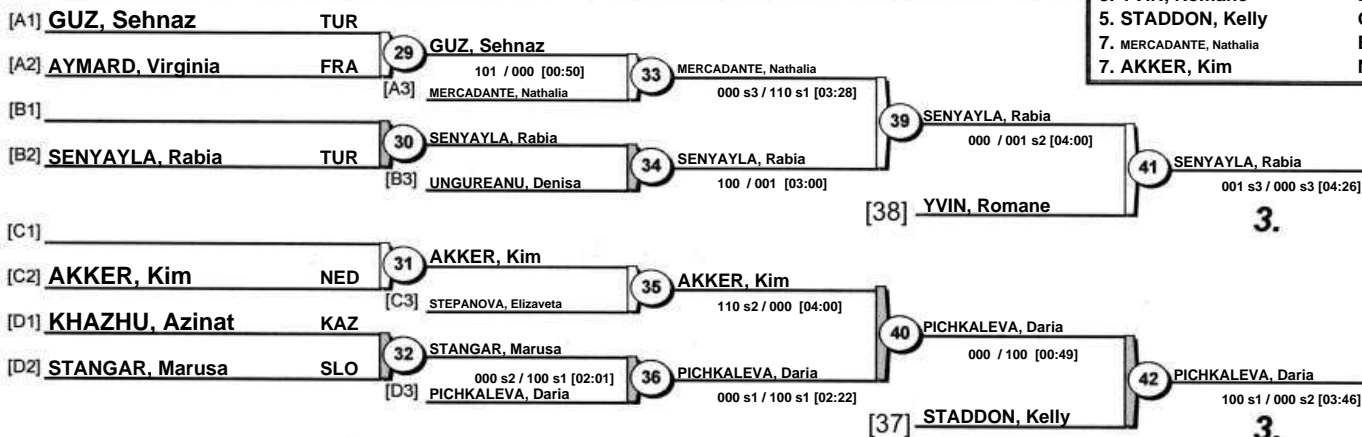 5. STADDON, Kelly
7. MERCADANTE, Nathalia
7. AKKER, Kim
[A1] GUZ, Sehnaz TUR
[A2] AYMARD, Virginia FRA
29
GUZ, Sehnaz
101 / 000 [00:50]
[A3] MERCADANTE, Nathalia
33
MERCADANTE, Nathalia
000 s3 / 110 s1 [03:28]
[B1]
[B2] SENYAYLA, Rabia TUR
30
SENYAYLA, Rabia
[B3] UNGUREANU, Denisa
34
SENYAYLA, Rabia
100 / 001 [03:00]
39
SENYAYLA, Rabia
000 / 001 s2 [04:00]
[38] YVIN, Romane
41
SENYAYLA, Rabia
001 s3 / 000 s3 [04:26]
3.
[C1]
[C2] AKKER, Kim NED
31
AKKER, Kim
[C3] STEPANOVA, Elizaveta
35
AKKER, Kim
110 s2 / 000 [04:00]
[D1] KHAZHU, Azinat KAZ
[D2] STANGAR, Marusa SLO
32
STANGAR, Marusa
000 s2 / 100 s1 [02:01]
[D3] PICHKALEVA, Daria
36
PICHKALEVA, Daria
000 s1 / 100 s1 [02:22]
40
PICHKALEVA, Daria
000 / 100 [00:49]
[37] STADDON, Kelly
42
PICHKALEVA, Daria
100 s1 / 000 s2 [03:46]
3.